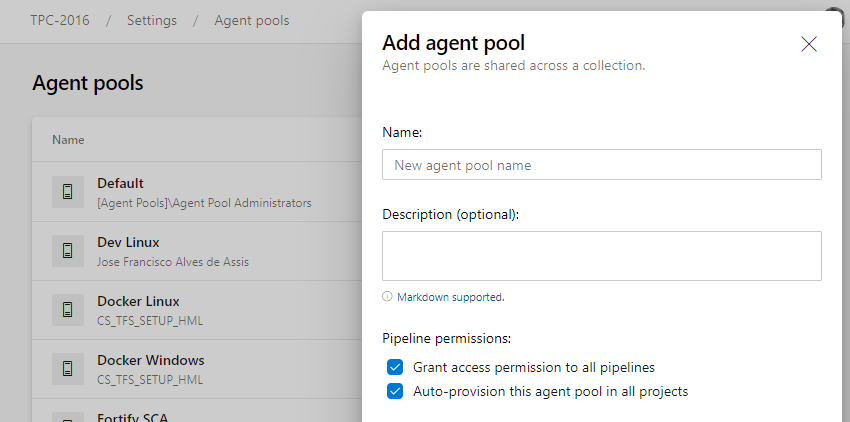 TPC-2016 / Settings / Agent pools
Agent pools
Name
Default
[Agent Pools]\Agent Pool Administrators
Dev Linux
Jose Francisco Alves de Assis
Docker Linux
CS_TFS_SETUP_HML
Docker Windows
CS_TFS_SETUP_HML
Fortify SCA
Add agent pool
Agent pools are shared across a collection.
Name:
New agent pool name
Description (optional):
Markdown supported.
Pipeline permissions:
Grant access permission to all pipelines
Auto-provision this agent pool in all projects